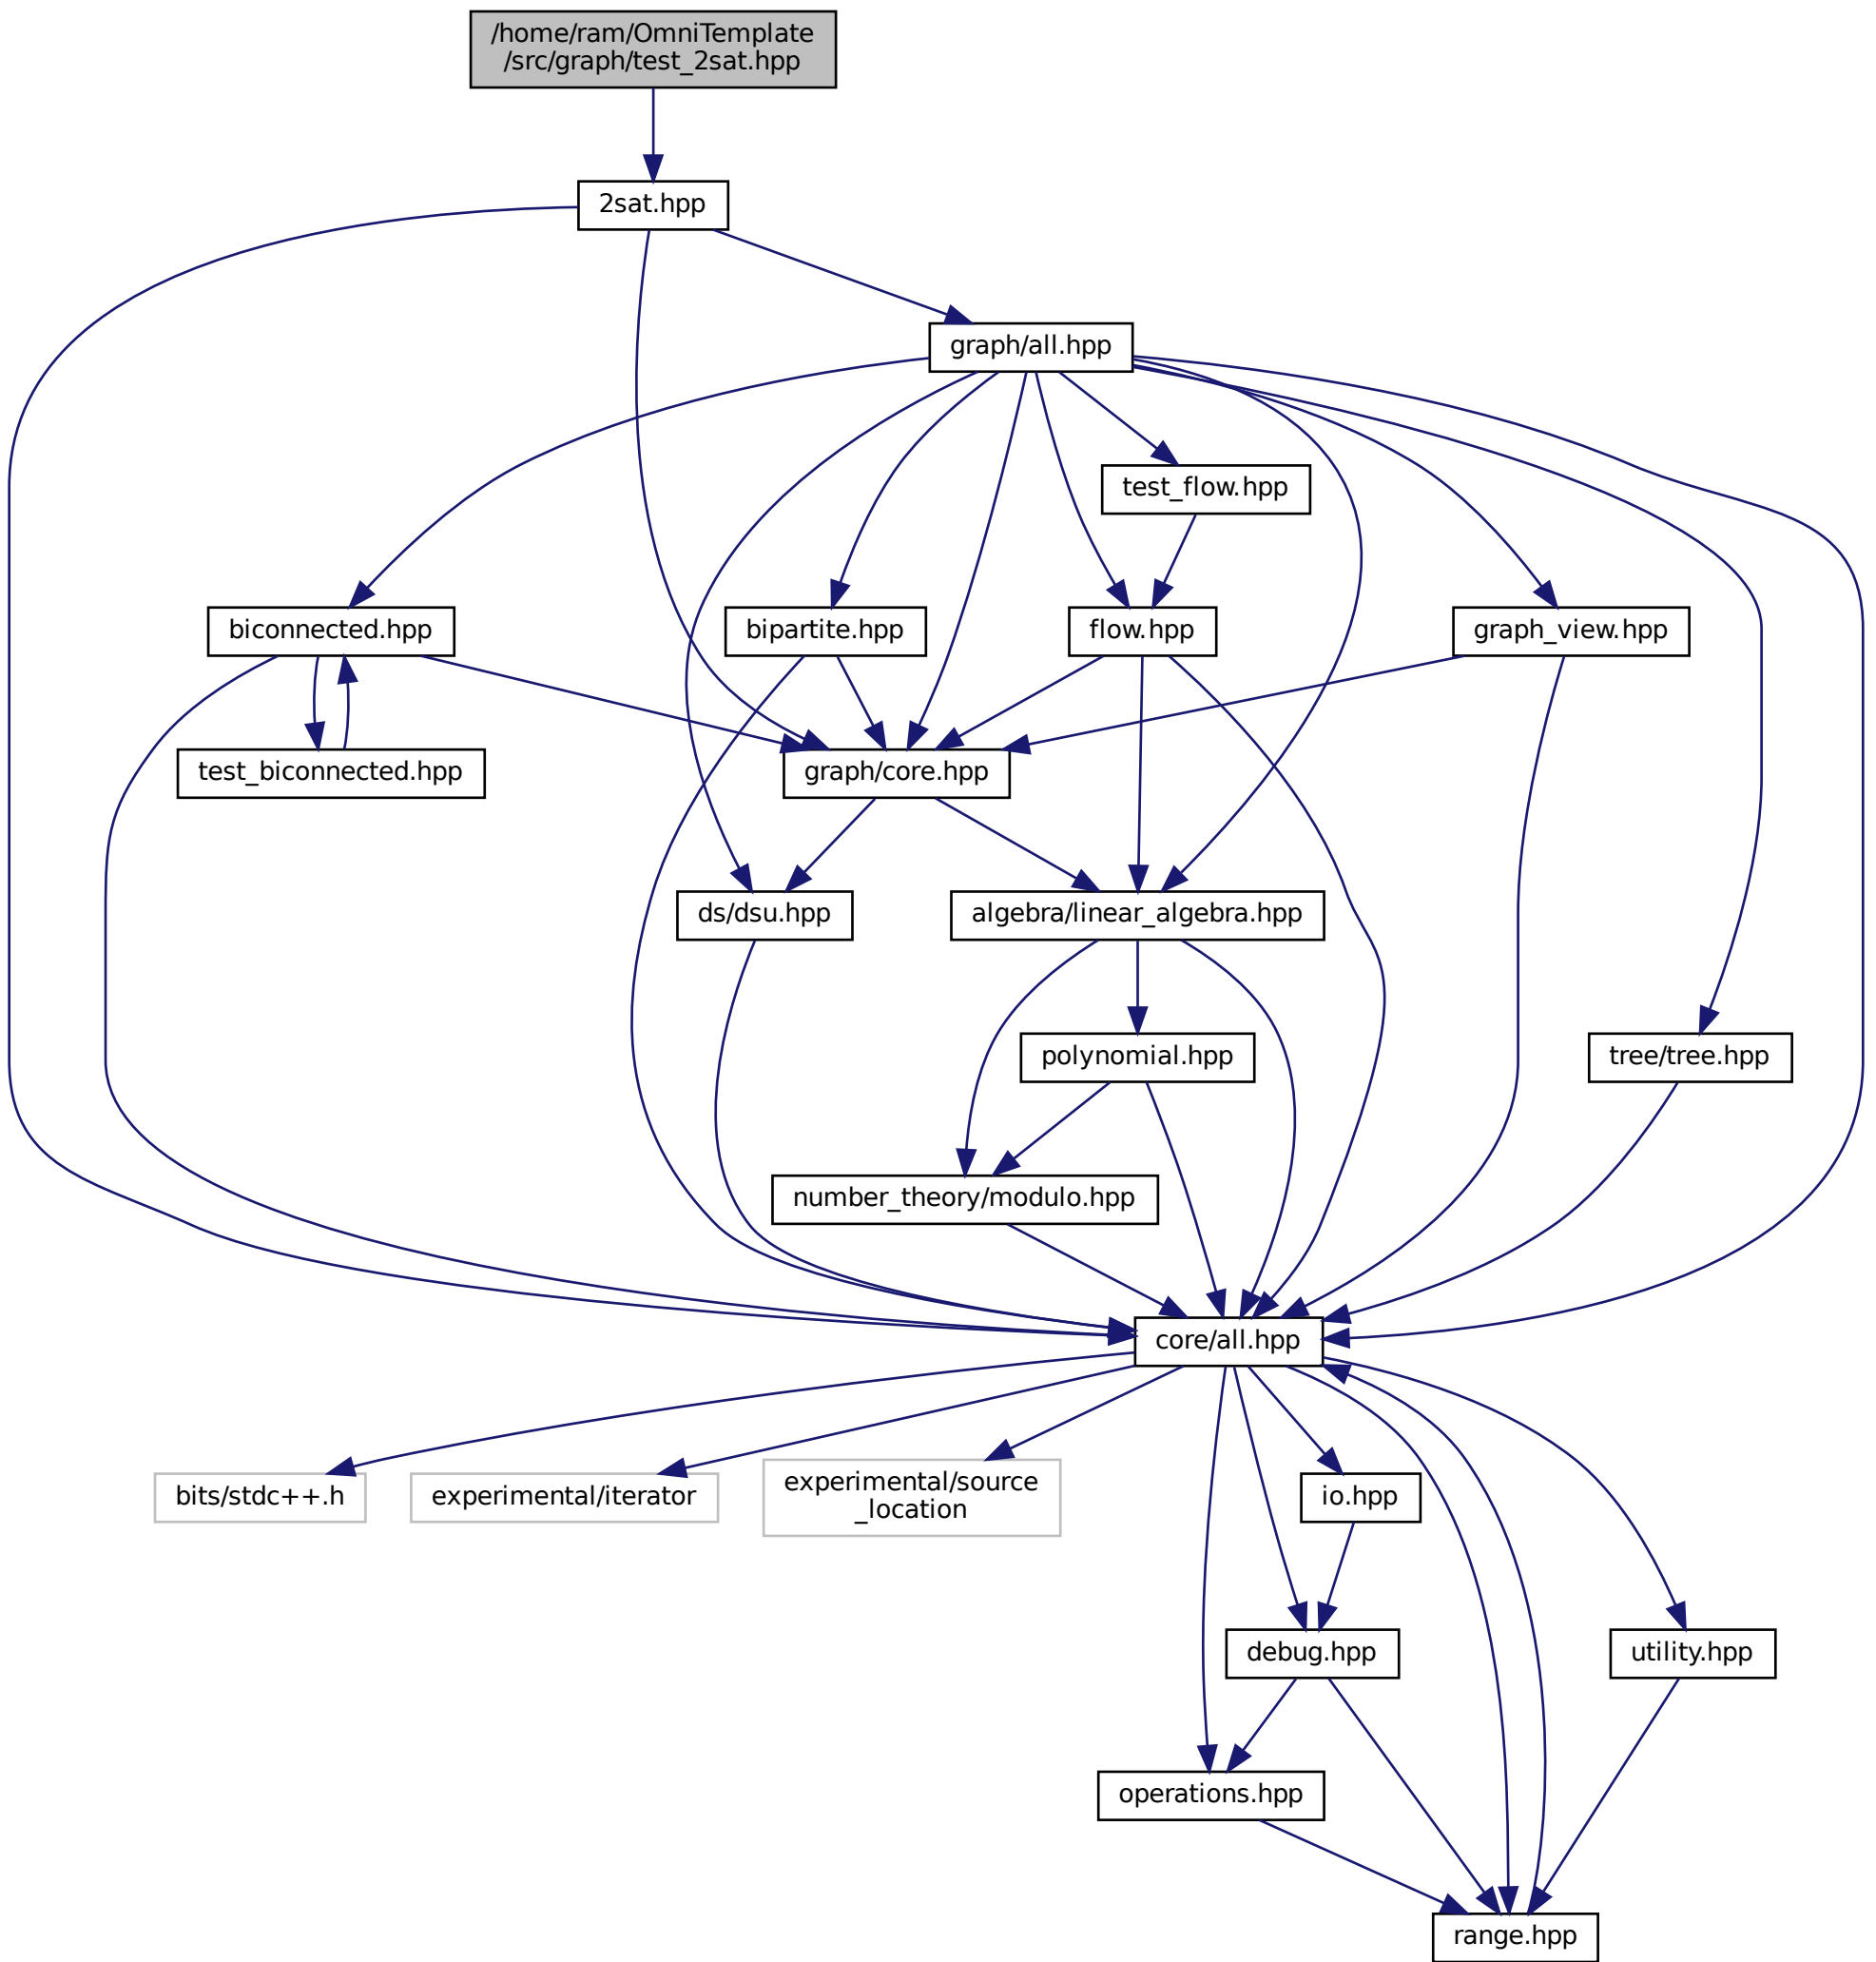 /home/ram/OmniTemplate
/src/graph/test_2sat.hpp
2sat.hpp
graph/all.hpp
test_flow.hpp
biconnected.hpp
bipartite.hpp
flow.hpp
graph_view.hpp
test_biconnected.hpp
graph/core.hpp
ds/dsu.hpp
algebra/linear_algebra.hpp
polynomial.hpp
tree/tree.hpp
number_theory/modulo.hpp
core/all.hpp
bits/stdc++.h
experimental/iterator
experimental/source
_location
io.hpp
debug.hpp
utility.hpp
operations.hpp
range.hpp